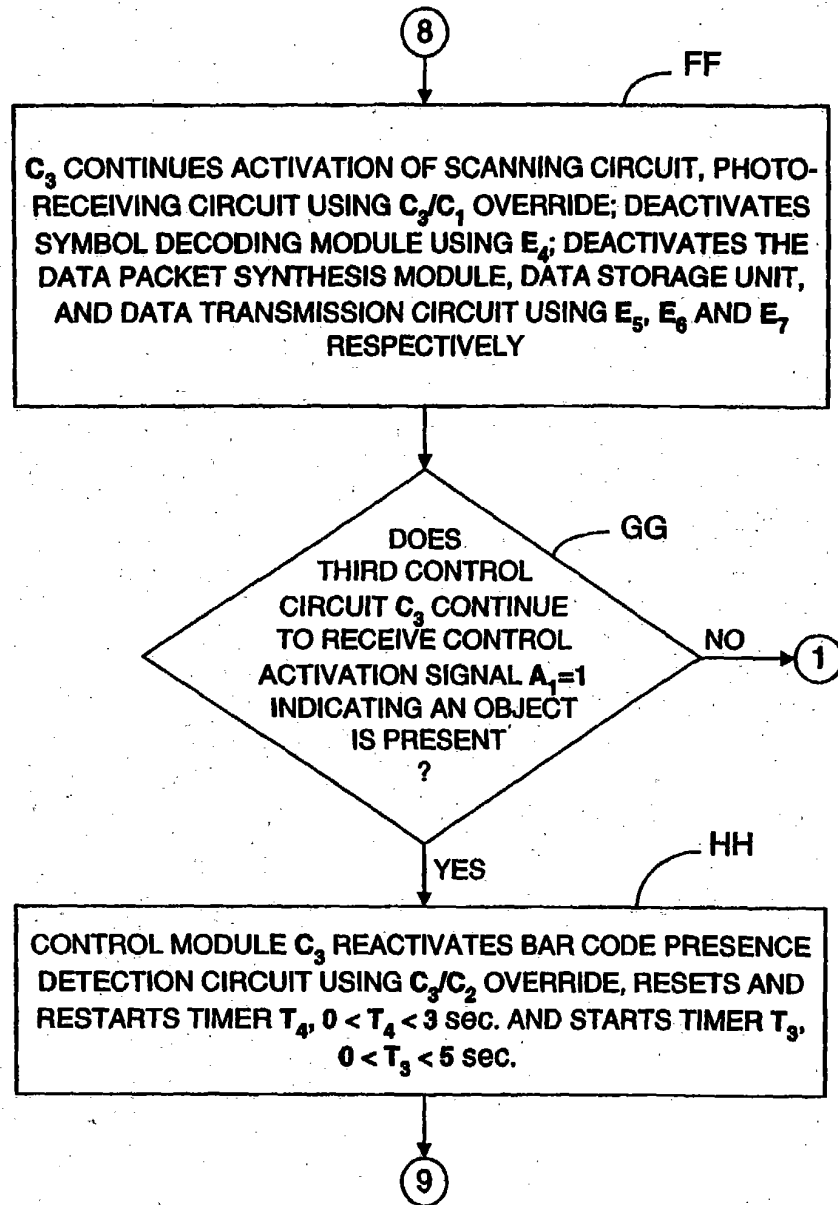 8
FF
C₃ CONTINUES ACTIVATION OF SCANNING CIRCUIT, PHOTO-
RECEIVING CIRCUIT USING C₃/C₁ OVERRIDE; DEACTIVATES
SYMBOL DECODING MODULE USING E₄; DEACTIVATES THE
DATA PACKET SYNTHESIS MODULE, DATA STORAGE UNIT,
AND DATA TRANSMISSION CIRCUIT USING E₅, E₆ AND E₇
RESPECTIVELY
GG
DOES
THIRD CONTROL
CIRCUIT C₃ CONTINUE
TO RECEIVE CONTROL
ACTIVATION SIGNAL A₁=1
INDICATING AN OBJECT
IS PRESENT
?
NO
1
YES
HH
CONTROL MODULE C₃ REACTIVATES BAR CODE PRESENCE
DETECTION CIRCUIT USING C₃/C₂ OVERRIDE, RESETS AND
RESTARTS TIMER T₄, 0 < T₄ < 3 sec. AND STARTS TIMER T₃,
0 < T₃ < 5 sec.
9